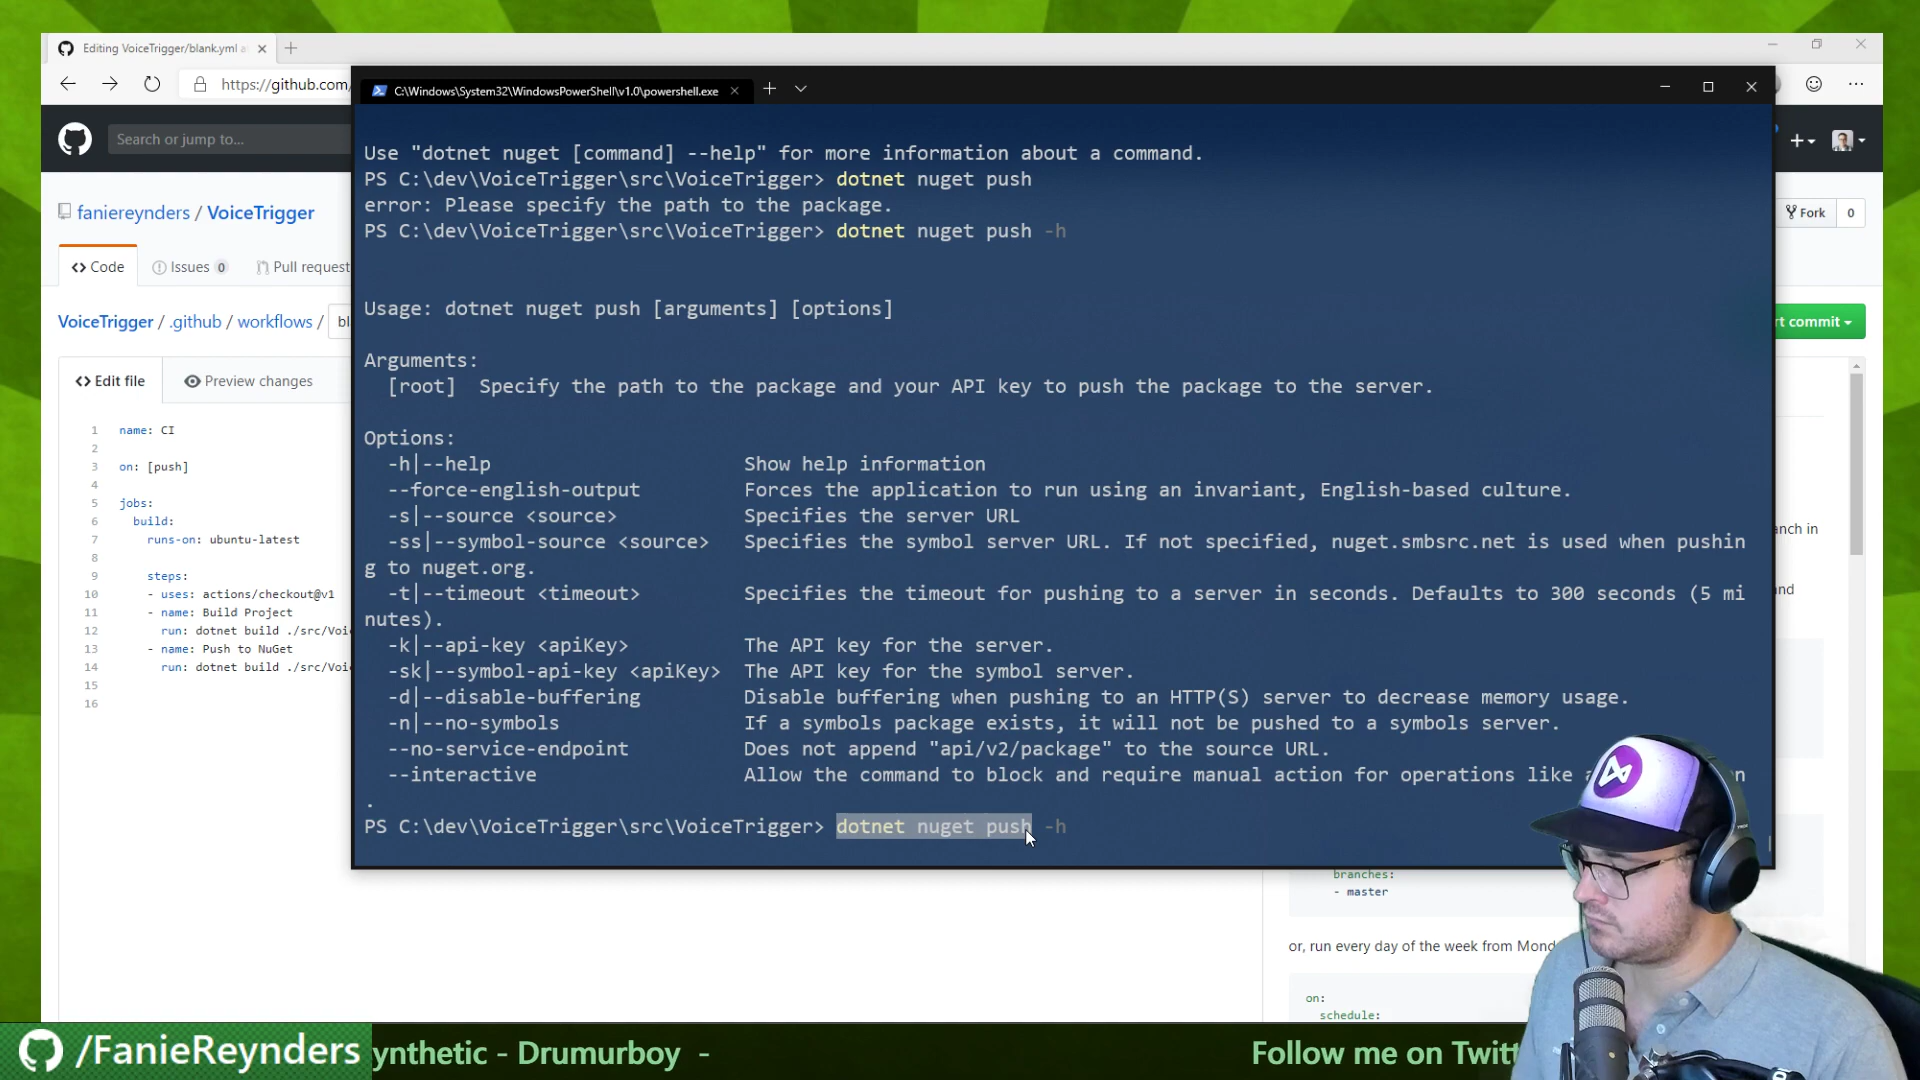 Editing VoiceTrigger/blank.yml a
https://github.com/
C:\Windows\System32\WindowsPowerShell\v1.0\powershell.exe
Search or jump to...
Use "dotnet nuget [command] --help" for more information about a command.
PS C:\dev\VoiceTrigger\src\VoiceTrigger> dotnet nuget push
error: Please specify the path to the package.
PS C:\dev\VoiceTrigger\src\VoiceTrigger> dotnet nuget push -h
Usage: dotnet nuget push [arguments] [options]
Arguments:
[root] Specify the path to the package and your API key to push the package to the server.
Options:
-h|--help Show help information
--force-english-output Forces the application to run using an invariant, English-based culture.
-s|--source <source> Specifies the server URL
-ss|--symbol-source <source> Specifies the symbol server URL. If not specified, nuget.smbsrc.net is used when pushin
g to nuget.org.
-t|--timeout <timeout> Specifies the timeout for pushing to a server in seconds. Defaults to 300 seconds (5 mi
nutes).
-k|--api-key <apiKey> The API key for the server.
-sk|--symbol-api-key <apiKey> The API key for the symbol server.
-d|--disable-buffering Disable buffering when pushing to an HTTP(S) server to decrease memory usage.
-n|--no-symbols If a symbols package exists, it will not be pushed to a symbols server.
--no-service-endpoint Does not append "api/v2/package" to the source URL.
--interactive Allow the command to block and require manual action for operations like
.
PS C:\dev\VoiceTrigger\src\VoiceTrigger> dotnet nuget push -h
faniereynders / VoiceTrigger
Fork 0
Code Issues 0 Pull request
VoiceTrigger / .github / workflows / bl
rt commit
Edit file Preview changes
1 name: CI
2
3 on: [push]
4
5 jobs:
6 build:
7 runs-on: ubuntu-latest
8
9 steps:
10 - uses: actions/checkout@v1
11 - name: Build Project
12 run: dotnet build ./src/Voi
13 - name: Push to NuGet
14 run: dotnet build ./src/Voi
15
16
anch in
nd
branches:
- master
or, run every day of the week from Mond
on:
schedule:
/FanieReynders
ynthetic - Drumurboy -
Follow me on Twitt